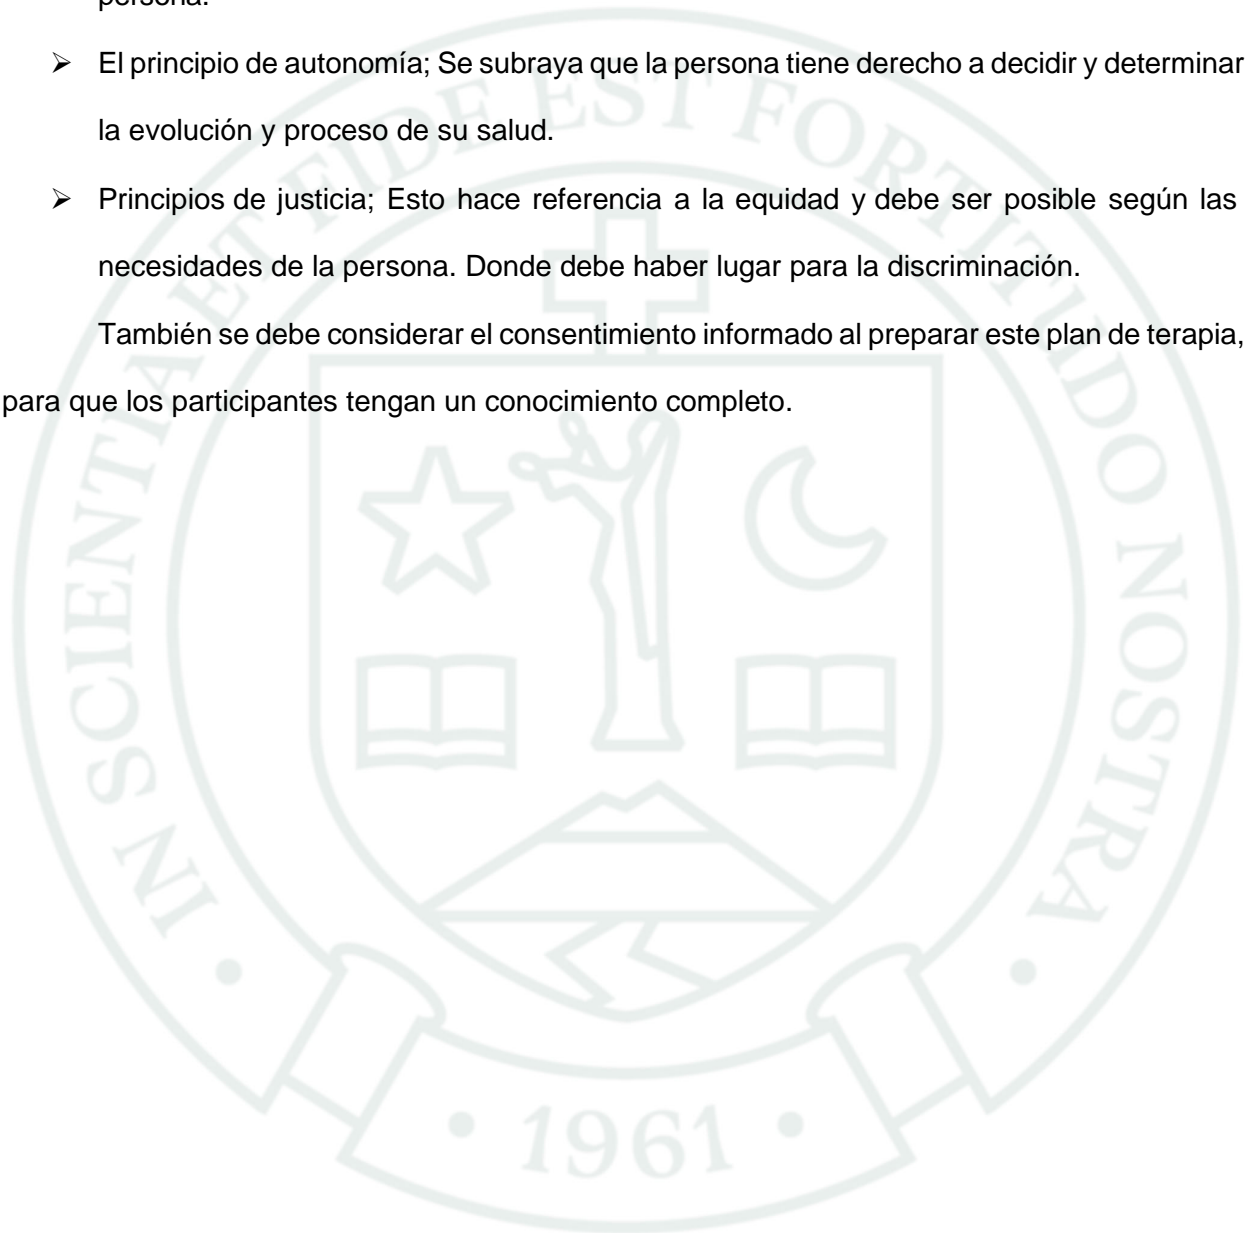 persona.
➢ El principio de autonomía; Se subraya que la persona tiene derecho a decidir y determinar
la evolución y proceso de su salud.
➢ Principios de justicia; Esto hace referencia a la equidad y debe ser posible según las
necesidades de la persona. Donde debe haber lugar para la discriminación.
También se debe considerar el consentimiento informado al preparar este plan de terapia,
para que los participantes tengan un conocimiento completo.
IN SCIENTIA ET FIDE EST FORTITUDO NOSTRA
• 1961 •